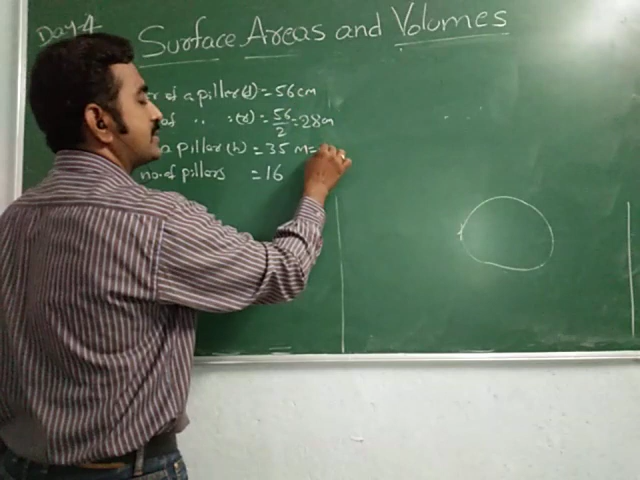 Day-4
Surface Areas and Volumes
of a piller(d) = 56cm
of " :(r) = 56/2 = 28cm
a piller (h) = 35 M=
no. of pillers = 16